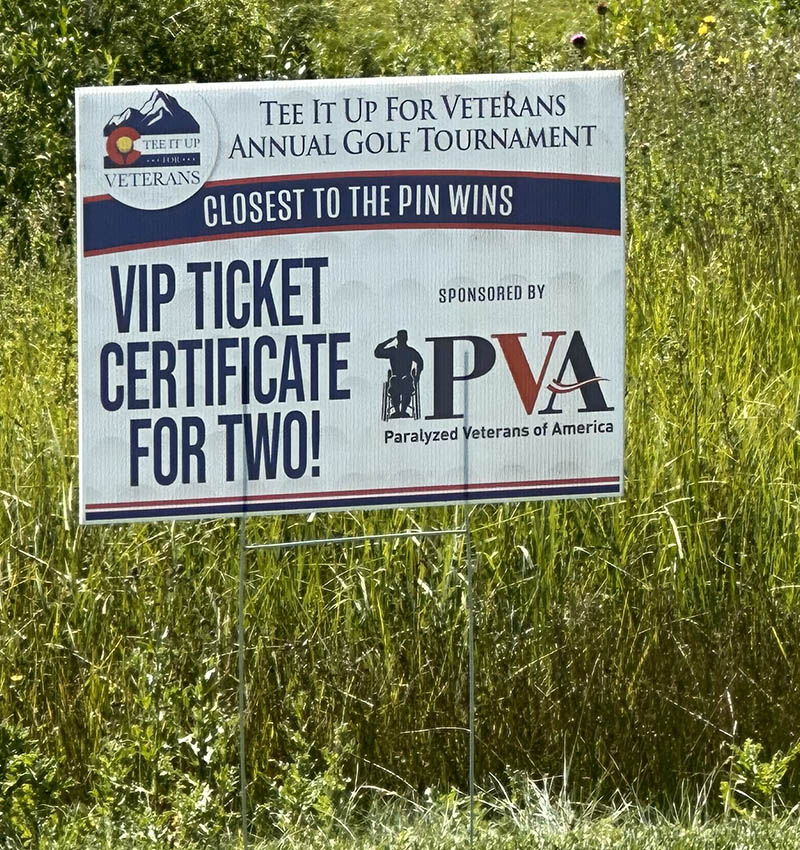 TEE IT UP
FOR
VETERANS
TEE IT UP FOR VETERANS
ANNUAL GOLF TOURNAMENT
CLOSEST TO THE PIN WINS
VIP TICKET
CERTIFICATE
FOR TWO!
SPONSORED BY
PVA
Paralyzed Veterans of America